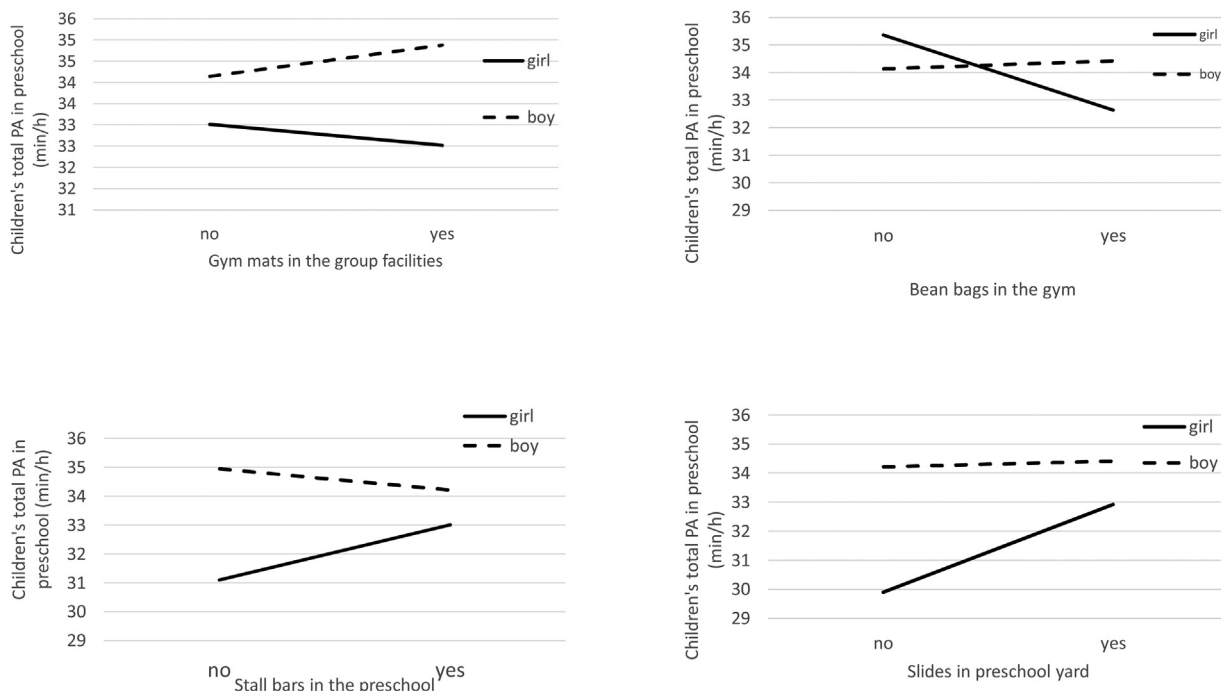 Children's total PA in preschool
(min/h)
36
35
35
34
34
33
33
32
32
31
no
yes
Gym mats in the group facilities
girl
boy
Children's total PA in preschool
(min/h)
36
35
34
33
32
31
30
29
no
yes
Bean bags in the gym
girl
boy
Children's total PA in
preschool (min/h)
36
35
34
33
32
31
30
29
no
yes
Stall bars in the preschool
girl
boy
Children's total PA in preschool
(min/h)
36
35
34
33
32
31
30
29
no
yes
Slides in preschool yard
girl
boy